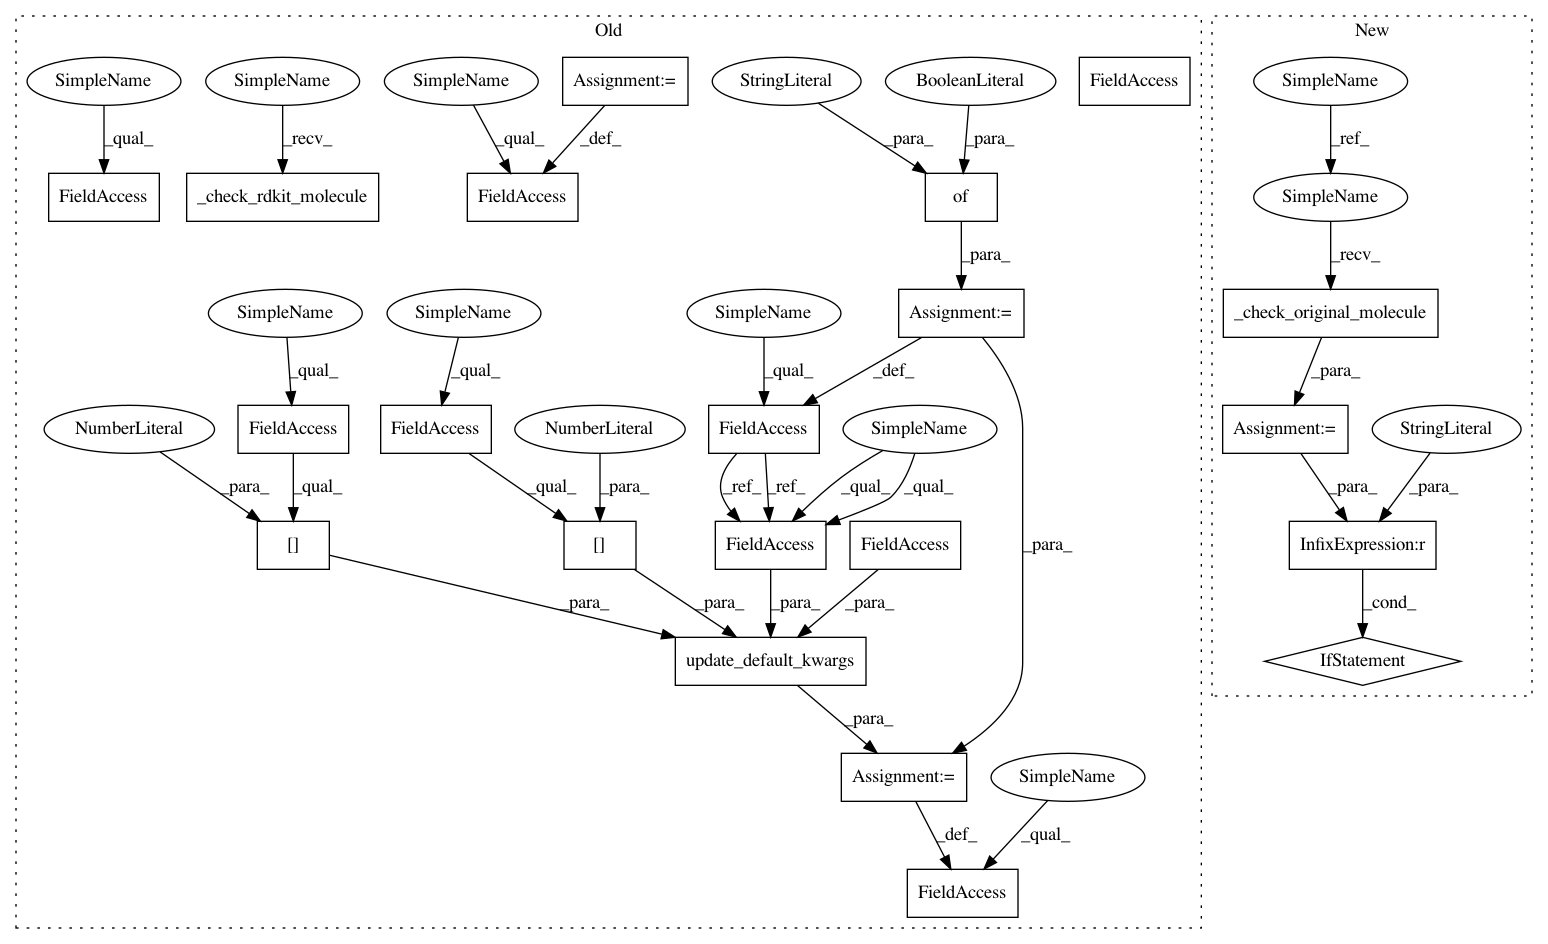 Old
New
SimpleName
SimpleName
SimpleName
Assignment:=
StringLiteral
BooleanLiteral
FieldAccess
SimpleName
_qual_
_recv_
_qual_
_def_
_para_
_para_
_ref_
FieldAccess
_check_rdkit_molecule
FieldAccess
of
SimpleName
_para_
_recv_
SimpleName
SimpleName
SimpleName
Assignment:=
_check_original_molecule
_qual_
_qual_
_qual_
_def_
_para_
NumberLiteral
FieldAccess
FieldAccess
NumberLiteral
FieldAccess
SimpleName
Assignment:=
StringLiteral
_para_
_qual_
_qual_
_para_
_ref_
_ref_
_qual_
_qual_
_para_
_para_
[]
[]
FieldAccess
FieldAccess
_para_
InfixExpression:r
_para_
_para_
_para_
_para_
_cond_
update_default_kwargs
IfStatement
_para_
Assignment:=
SimpleName
_def_
_qual_
FieldAccess